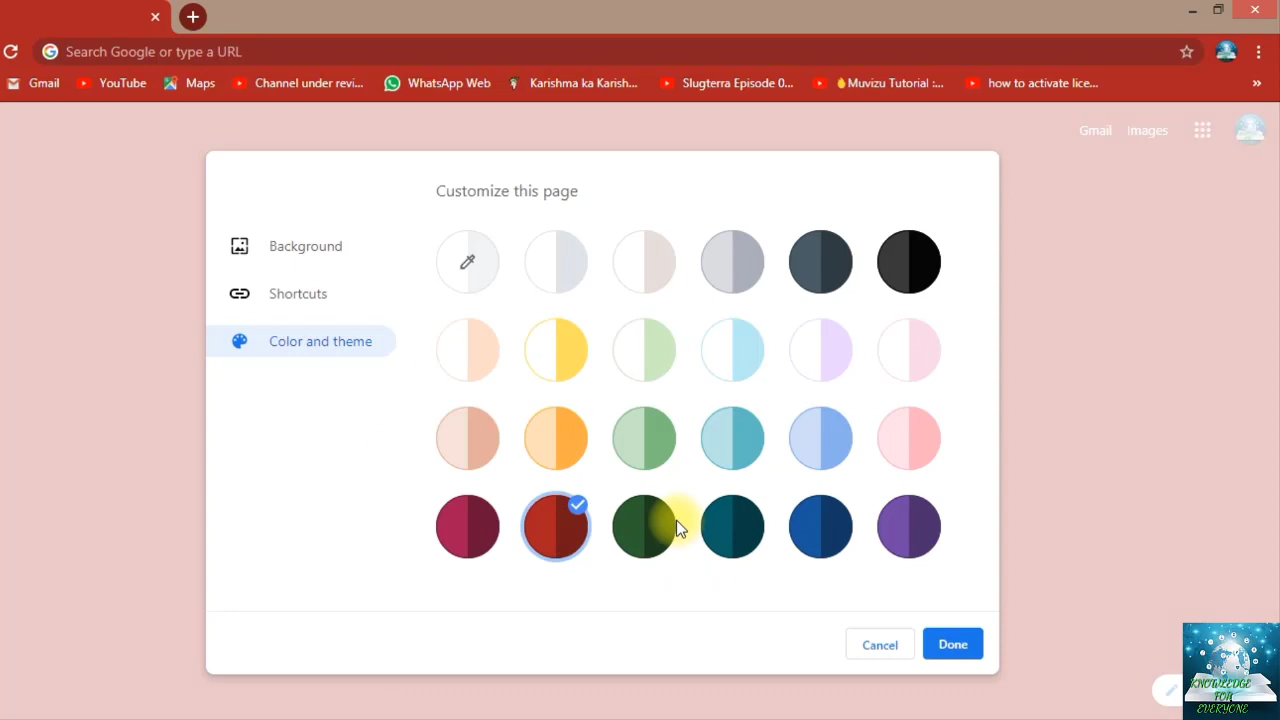 Search Google or type a URL
Gmail YouTube Maps Channel under revi... WhatsApp Web Karishma ka Karish... Slugterra Episode 0... Muvizu Tutorial :... how to activate lice... »
Gmail Images
Customize this page
Background
Shortcuts
Color and theme
Cancel Done
KNOWLEDGE
FOR
EVERYONE